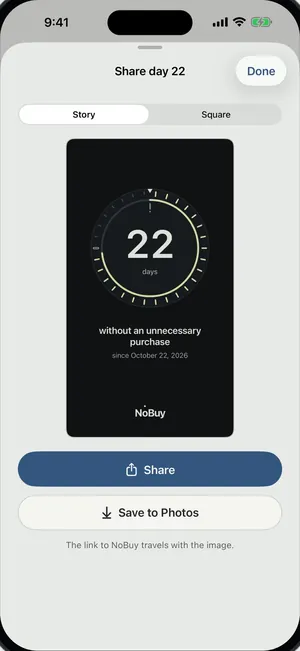 9:41
Share day 22
Done
Story
Square
22
days
without an unnecessary
purchase
since October 22, 2026
NoBuy
Share
Save to Photos
The link to NoBuy travels with the image.